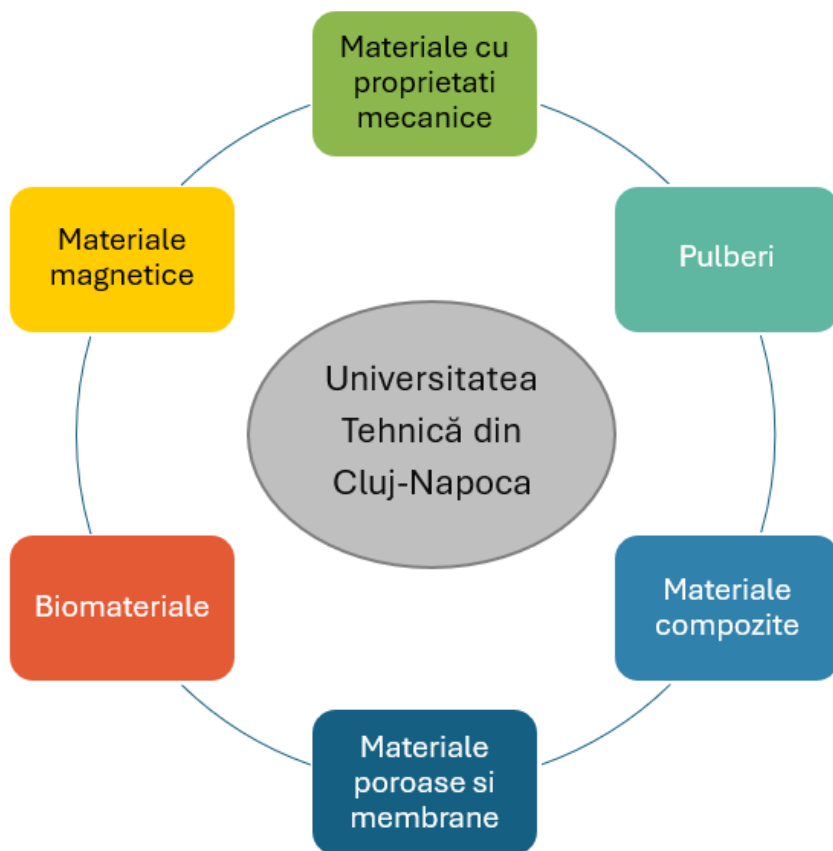 Materiale cu
proprietati
mecanice
Pulberi
Materiale
compozite
Materiale
poroase si
membrane
Biomateriale
Materiale
magnetice
Universitatea
Tehnică din
Cluj-Napoca